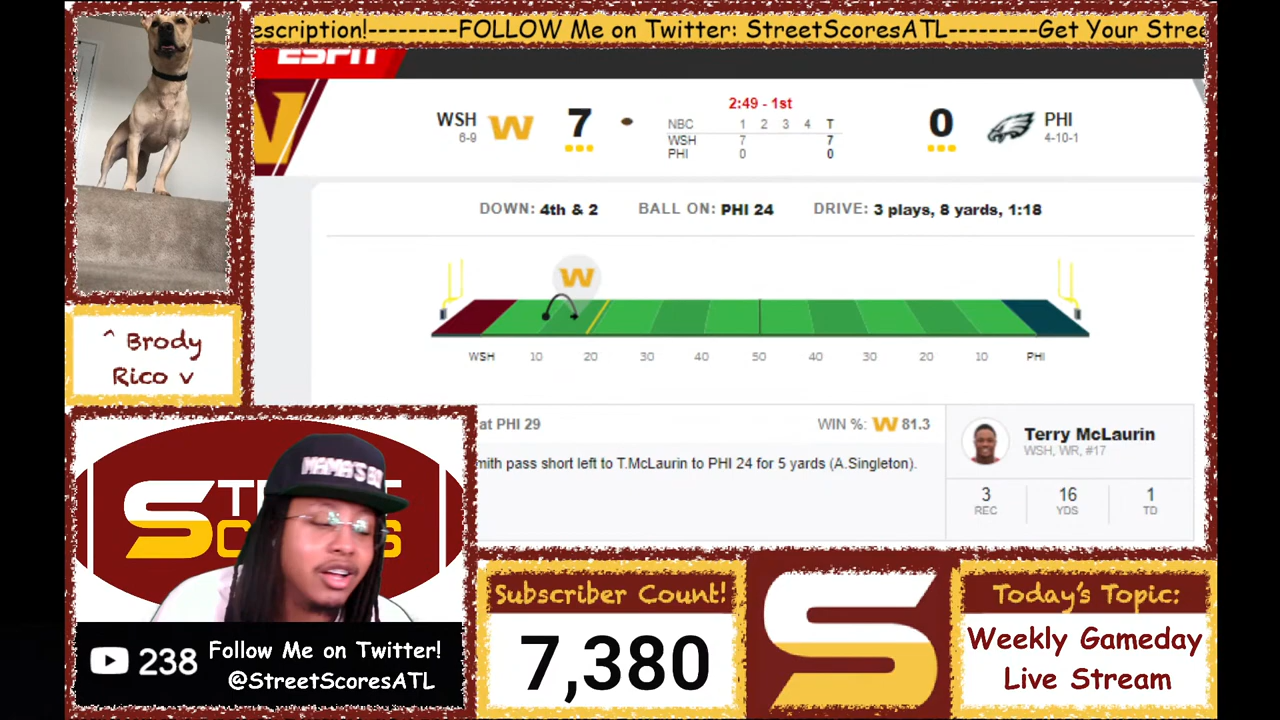 escription!---------FOLLOW Me on Twitter: StreetScoresATL---------Get Your Stree
ESPN
WSH
6-9
W
7
2:49 - 1st
NBC 1 2 3 4 T
WSH 7 7
PHI 0 0
0
PHI
4-10-1
DOWN: 4th & 2 BALL ON: PHI 24 DRIVE: 3 plays, 8 yards, 1:18
W
WSH 10 20 30 40 50 40 30 20 10 PHI
at PHI 29 WIN %: W 81.3
mith pass short left to T.McLaurin to PHI 24 for 5 yards (A.Singleton).
Terry McLaurin
WSH, WR, #17
3 16 1
REC YDS TD
^ Brody
Rico v
MAMA'S
238 Follow Me on Twitter!
@StreetScoresATL
Subscriber Count!
7,380
S
Today's Topic:
Weekly Gameday
Live Stream